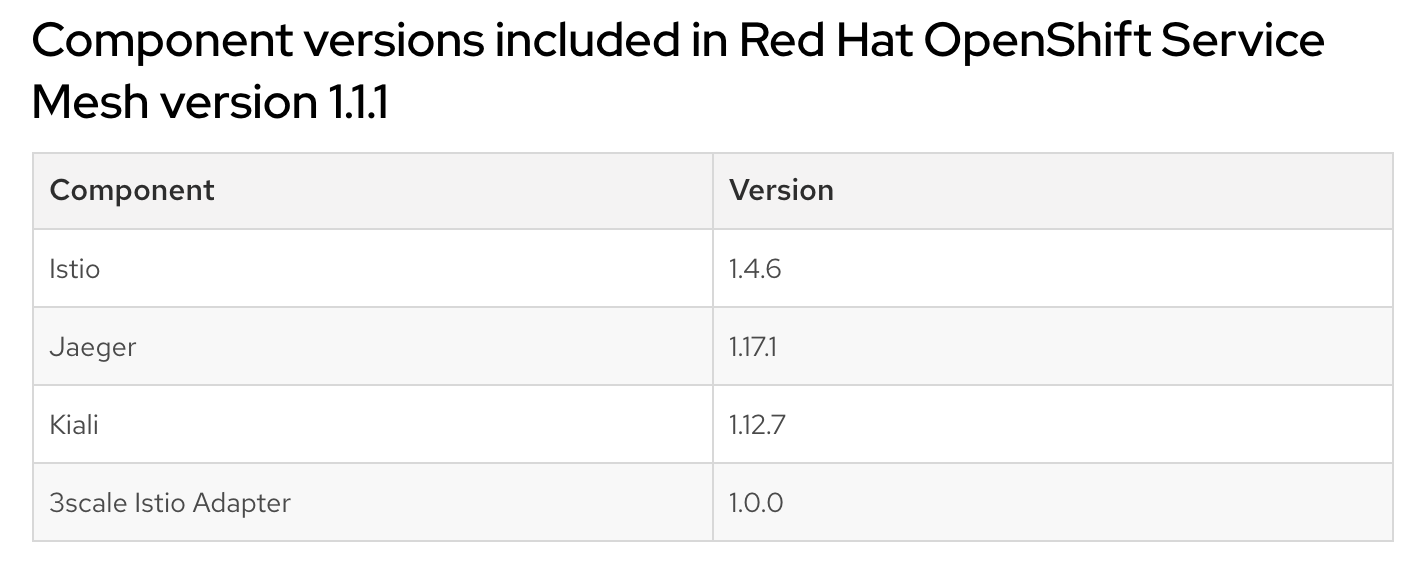 Component versions included in Red Hat OpenShift Service
Mesh version 1.1.1
Component Version
Istio 1.4.6
Jaeger 1.17.1
Kiali 1.12.7
3scale Istio Adapter 1.0.0